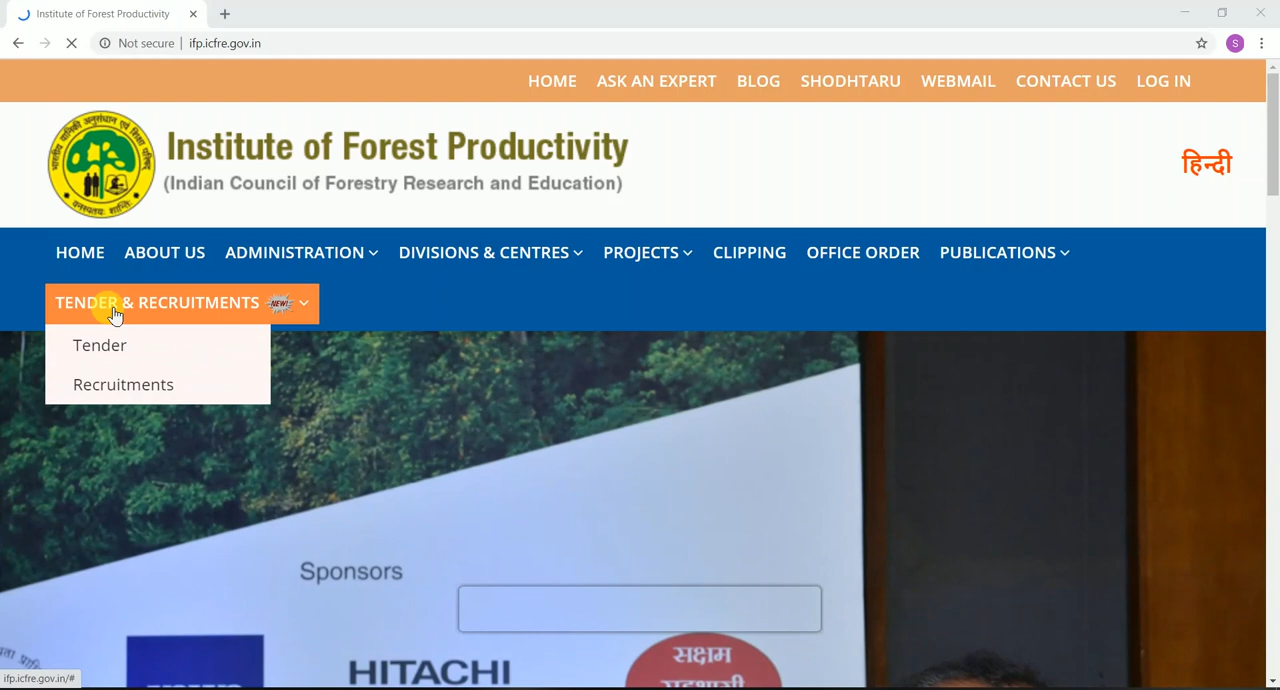 Institute of Forest Productivity
Not secure | ifp.icfre.gov.in
S
HOME ASK AN EXPERT BLOG SHODHTARU WEBMAIL CONTACT US LOG IN
Institute of Forest Productivity
(Indian Council of Forestry Research and Education)
हिन्दी
HOME ABOUT US ADMINISTRATION DIVISIONS & CENTRES PROJECTS CLIPPING OFFICE ORDER PUBLICATIONS
TENDER & RECRUITMENTS NEW!
Tender
Recruitments
Sponsors
HITACHI
सक्षम
ifp.icfre.gov.in/#